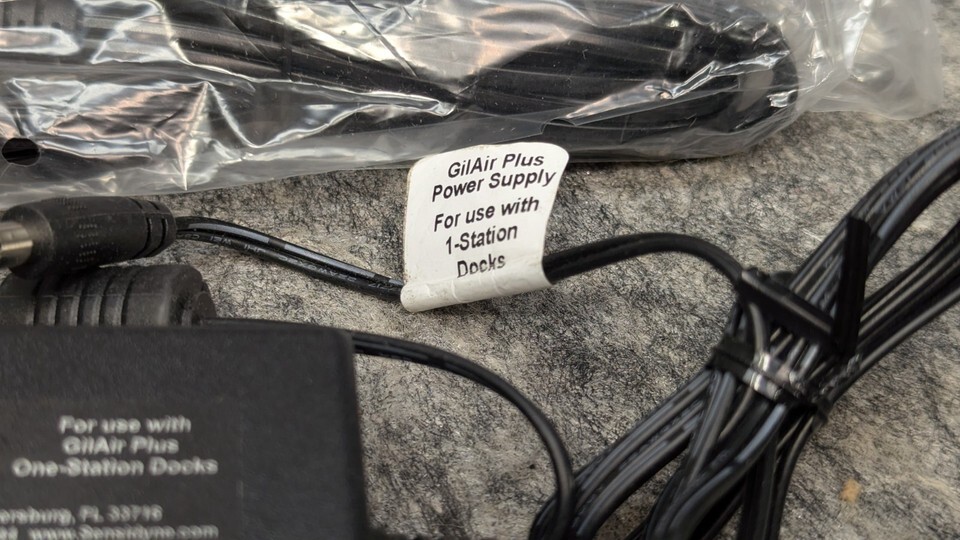 GilAir Plus
Power Supply
For use with
1-Station
Docks
For use with
GilAir Plus
One-Station Docks
ersburg, FL 33716
www.Sensidyne.com